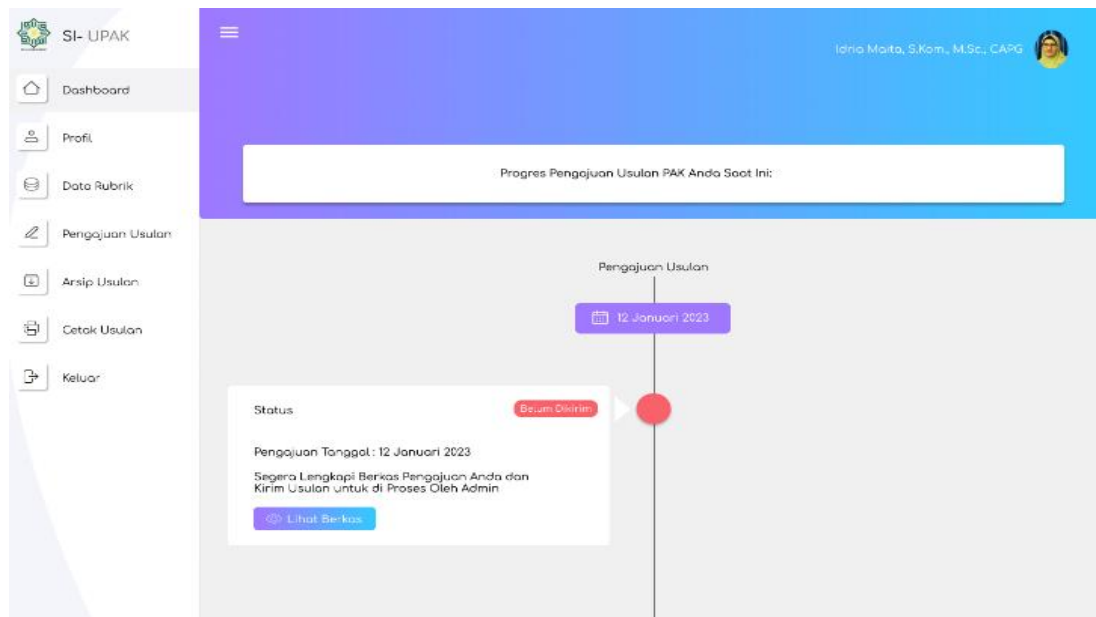 SI- UPAK
Dashboard
Profil
Data Rubrik
Pengajuan Usulan
Arsip Usulan
Cetak Usulan
Keluar
Idria Maita, S.Kom., M.Sc., CAPG
Progres Pengajuan Usulan PAK Anda Saat Ini:
Pengajuan Usulan
12 Januari 2023
Status
Belum Dikirim
Pengajuan Tanggal : 12 Januari 2023
Segera Lengkapi Berkas Pengajuan Anda dan
Kirim Usulan untuk di Proses Oleh Admin
Lihat Berkas